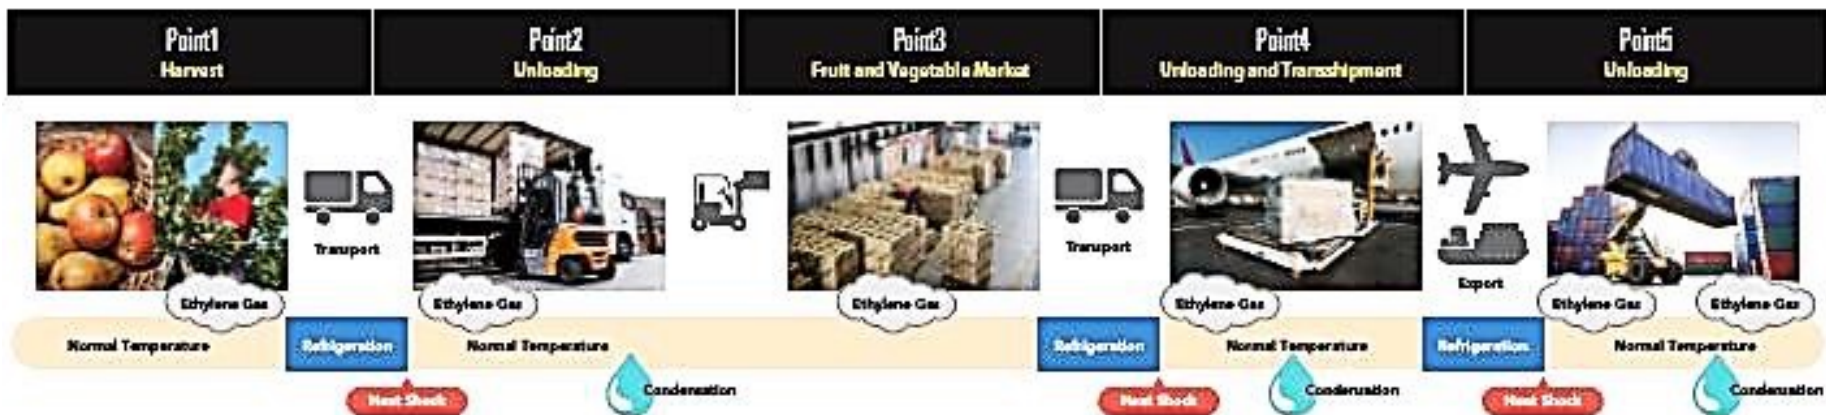 Point1
Harvest
Point2
Unloading
Point3
Fruit and Vegetable Market
Point4
Unloading and Transshipment
Point5
Unloading
Transport
Transport
Export
Ethylene Gas
Ethylene Gas
Ethylene Gas
Ethylene Gas
Ethylene Gas
Ethylene Gas
Normal Temperature
Refrigeration
Normal Temperature
Refrigeration
Normal Temperature
Refrigeration
Normal Temperature
Heat Shock
Condensation
Heat Shock
Condensation
Heat Shock
Condensation